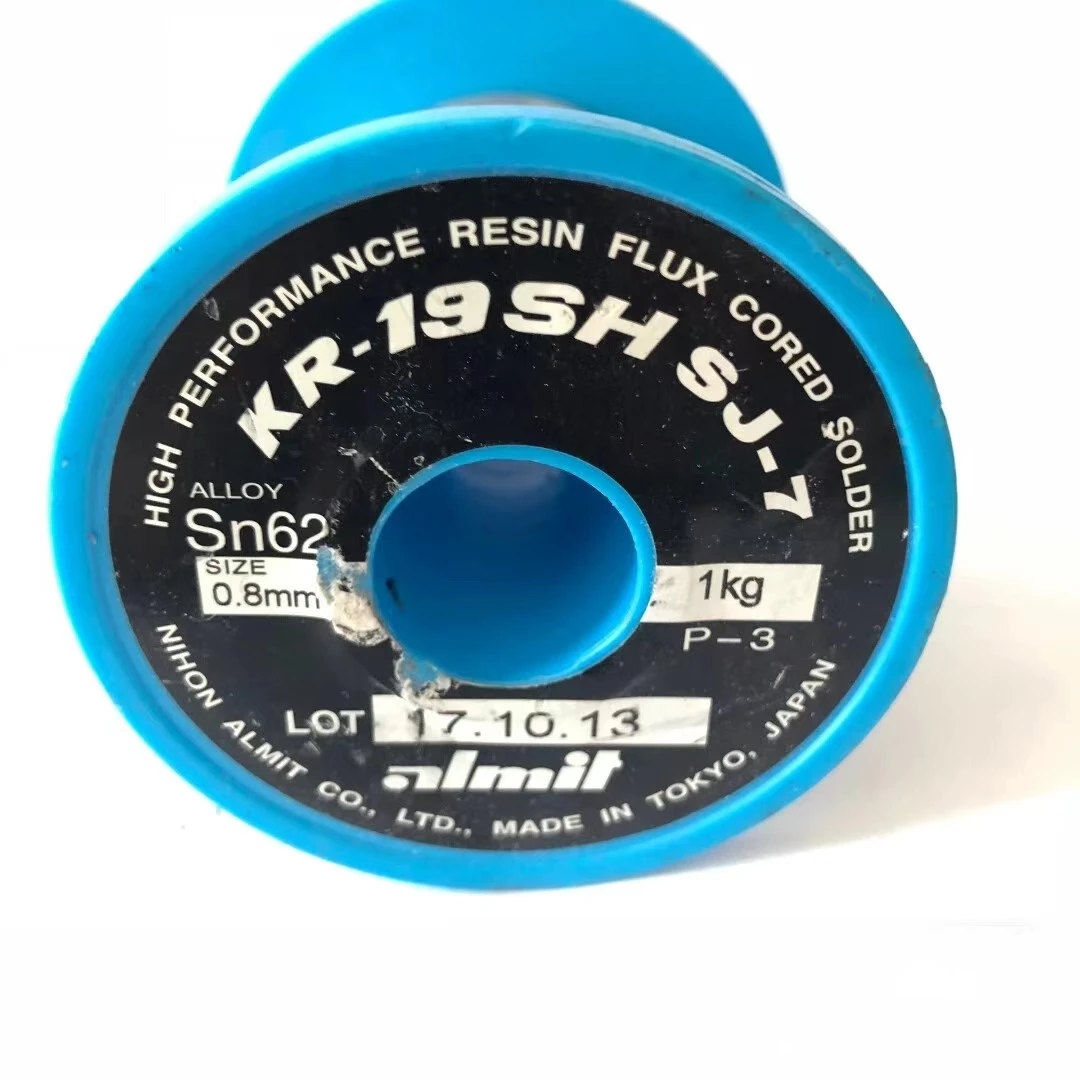 HIGH PERFORMANCE RESIN FLUX CORED SOLDER
KR-19SH SJ-7
ALLOY
Sn62
SIZE
0.8mm
1kg
P-3
LOT 17.10.13
almit
NIHON ALMIT CO., LTD., MADE IN TOKYO, JAPAN